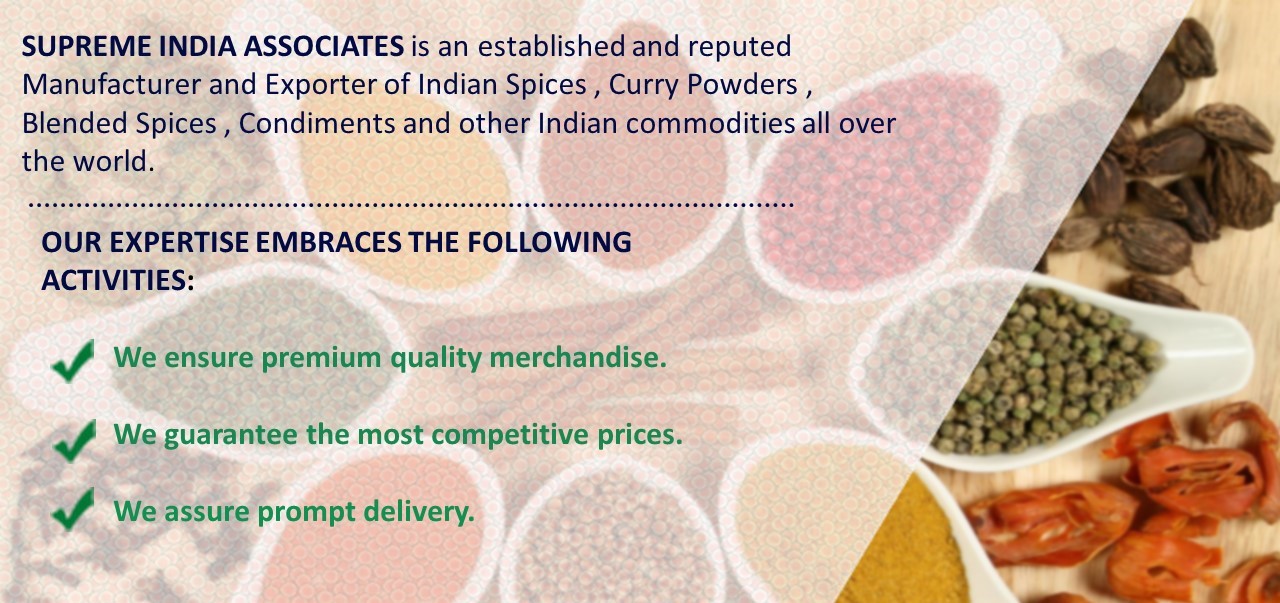 SUPREME INDIA ASSOCIATES is an established and reputed
Manufacturer and Exporter of Indian Spices , Curry Powders ,
Blended Spices , Condiments and other Indian commodities all over
the world.
................................................................................................
OUR EXPERTISE EMBRACES THE FOLLOWING
ACTIVITIES:
We ensure premium quality merchandise.
We guarantee the most competitive prices.
We assure prompt delivery.